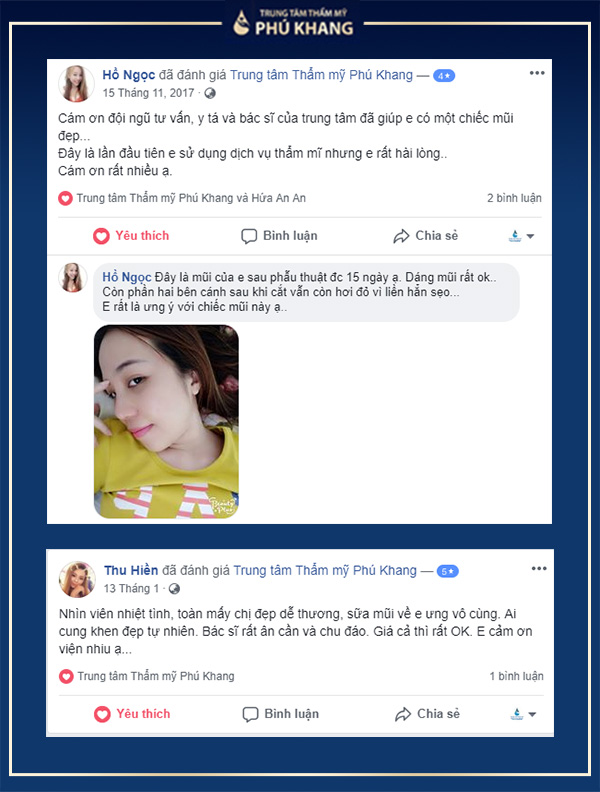 TRUNG TÂM THẨM MỸ
PHÚ KHANG
Hồ Ngọc đã đánh giá Trung tâm Thẩm mỹ Phú Khang — 4★
15 Tháng 11, 2017 ·
Cám ơn đội ngũ tư vấn, y tá và bác sĩ của trung tâm đã giúp e có một chiếc mũi
đẹp...
Đây là lần đầu tiên e sử dụng dịch vụ thẩm mĩ nhưng e rất hài lòng..
Cám ơn rất nhiều ạ.
Trung tâm Thẩm mỹ Phú Khang và Hứa An An
2 bình luận
Yêu thích
Bình luận
Chia sẻ
Hồ Ngọc Đây là mũi của e sau phẫu thuật đc 15 ngày ạ. Dáng mũi rất ok..
Còn phần hai bên cánh sau khi cắt vẫn còn hơi đỏ vì liền hẳn sẹo...
E rất là ưng ý với chiếc mũi này ạ..
Beauty
Plus
Thu Hiền đã đánh giá Trung tâm Thẩm mỹ Phú Khang — 5★
13 Tháng 1 ·
Nhìn viên nhiệt tình, toàn mấy chị đẹp dễ thương, sữa mũi về e ưng vô cùng. Ai
cung khen đẹp tự nhiên. Bác sĩ rất ân cần và chu đáo. Giá cả thì rất OK. E cảm ơn
viện nhiu ạ...
Trung tâm Thẩm mỹ Phú Khang
1 bình luận
Yêu thích
Bình luận
Chia sẻ